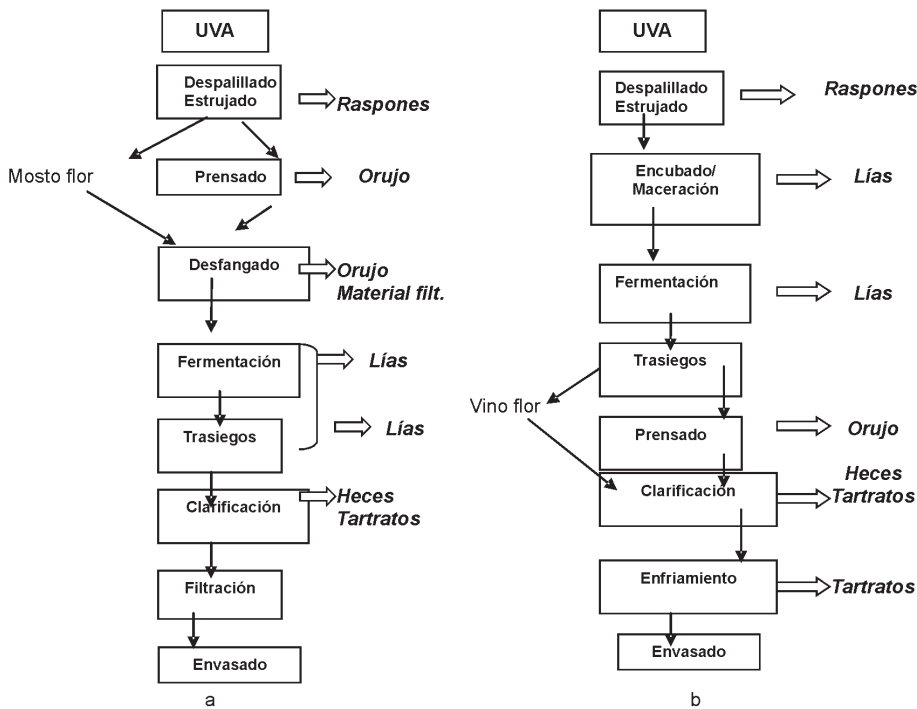 UVA
Despalillado
Estrujado
Raspones
Mosto flor
Prensado
Orujo
Desfangado
Orujo
Material filt.
Fermentación
Lías
Trasiegos
Lías
Clarificación
Heces
Tartratos
Filtración
Envasado
a
UVA
Despalillado
Estrujado
Raspones
Encubado/
Maceración
Lías
Fermentación
Lías
Trasiegos
Vino flor
Prensado
Orujo
Clarificación
Heces
Tartratos
Enfriamiento
Tartratos
Envasado
b